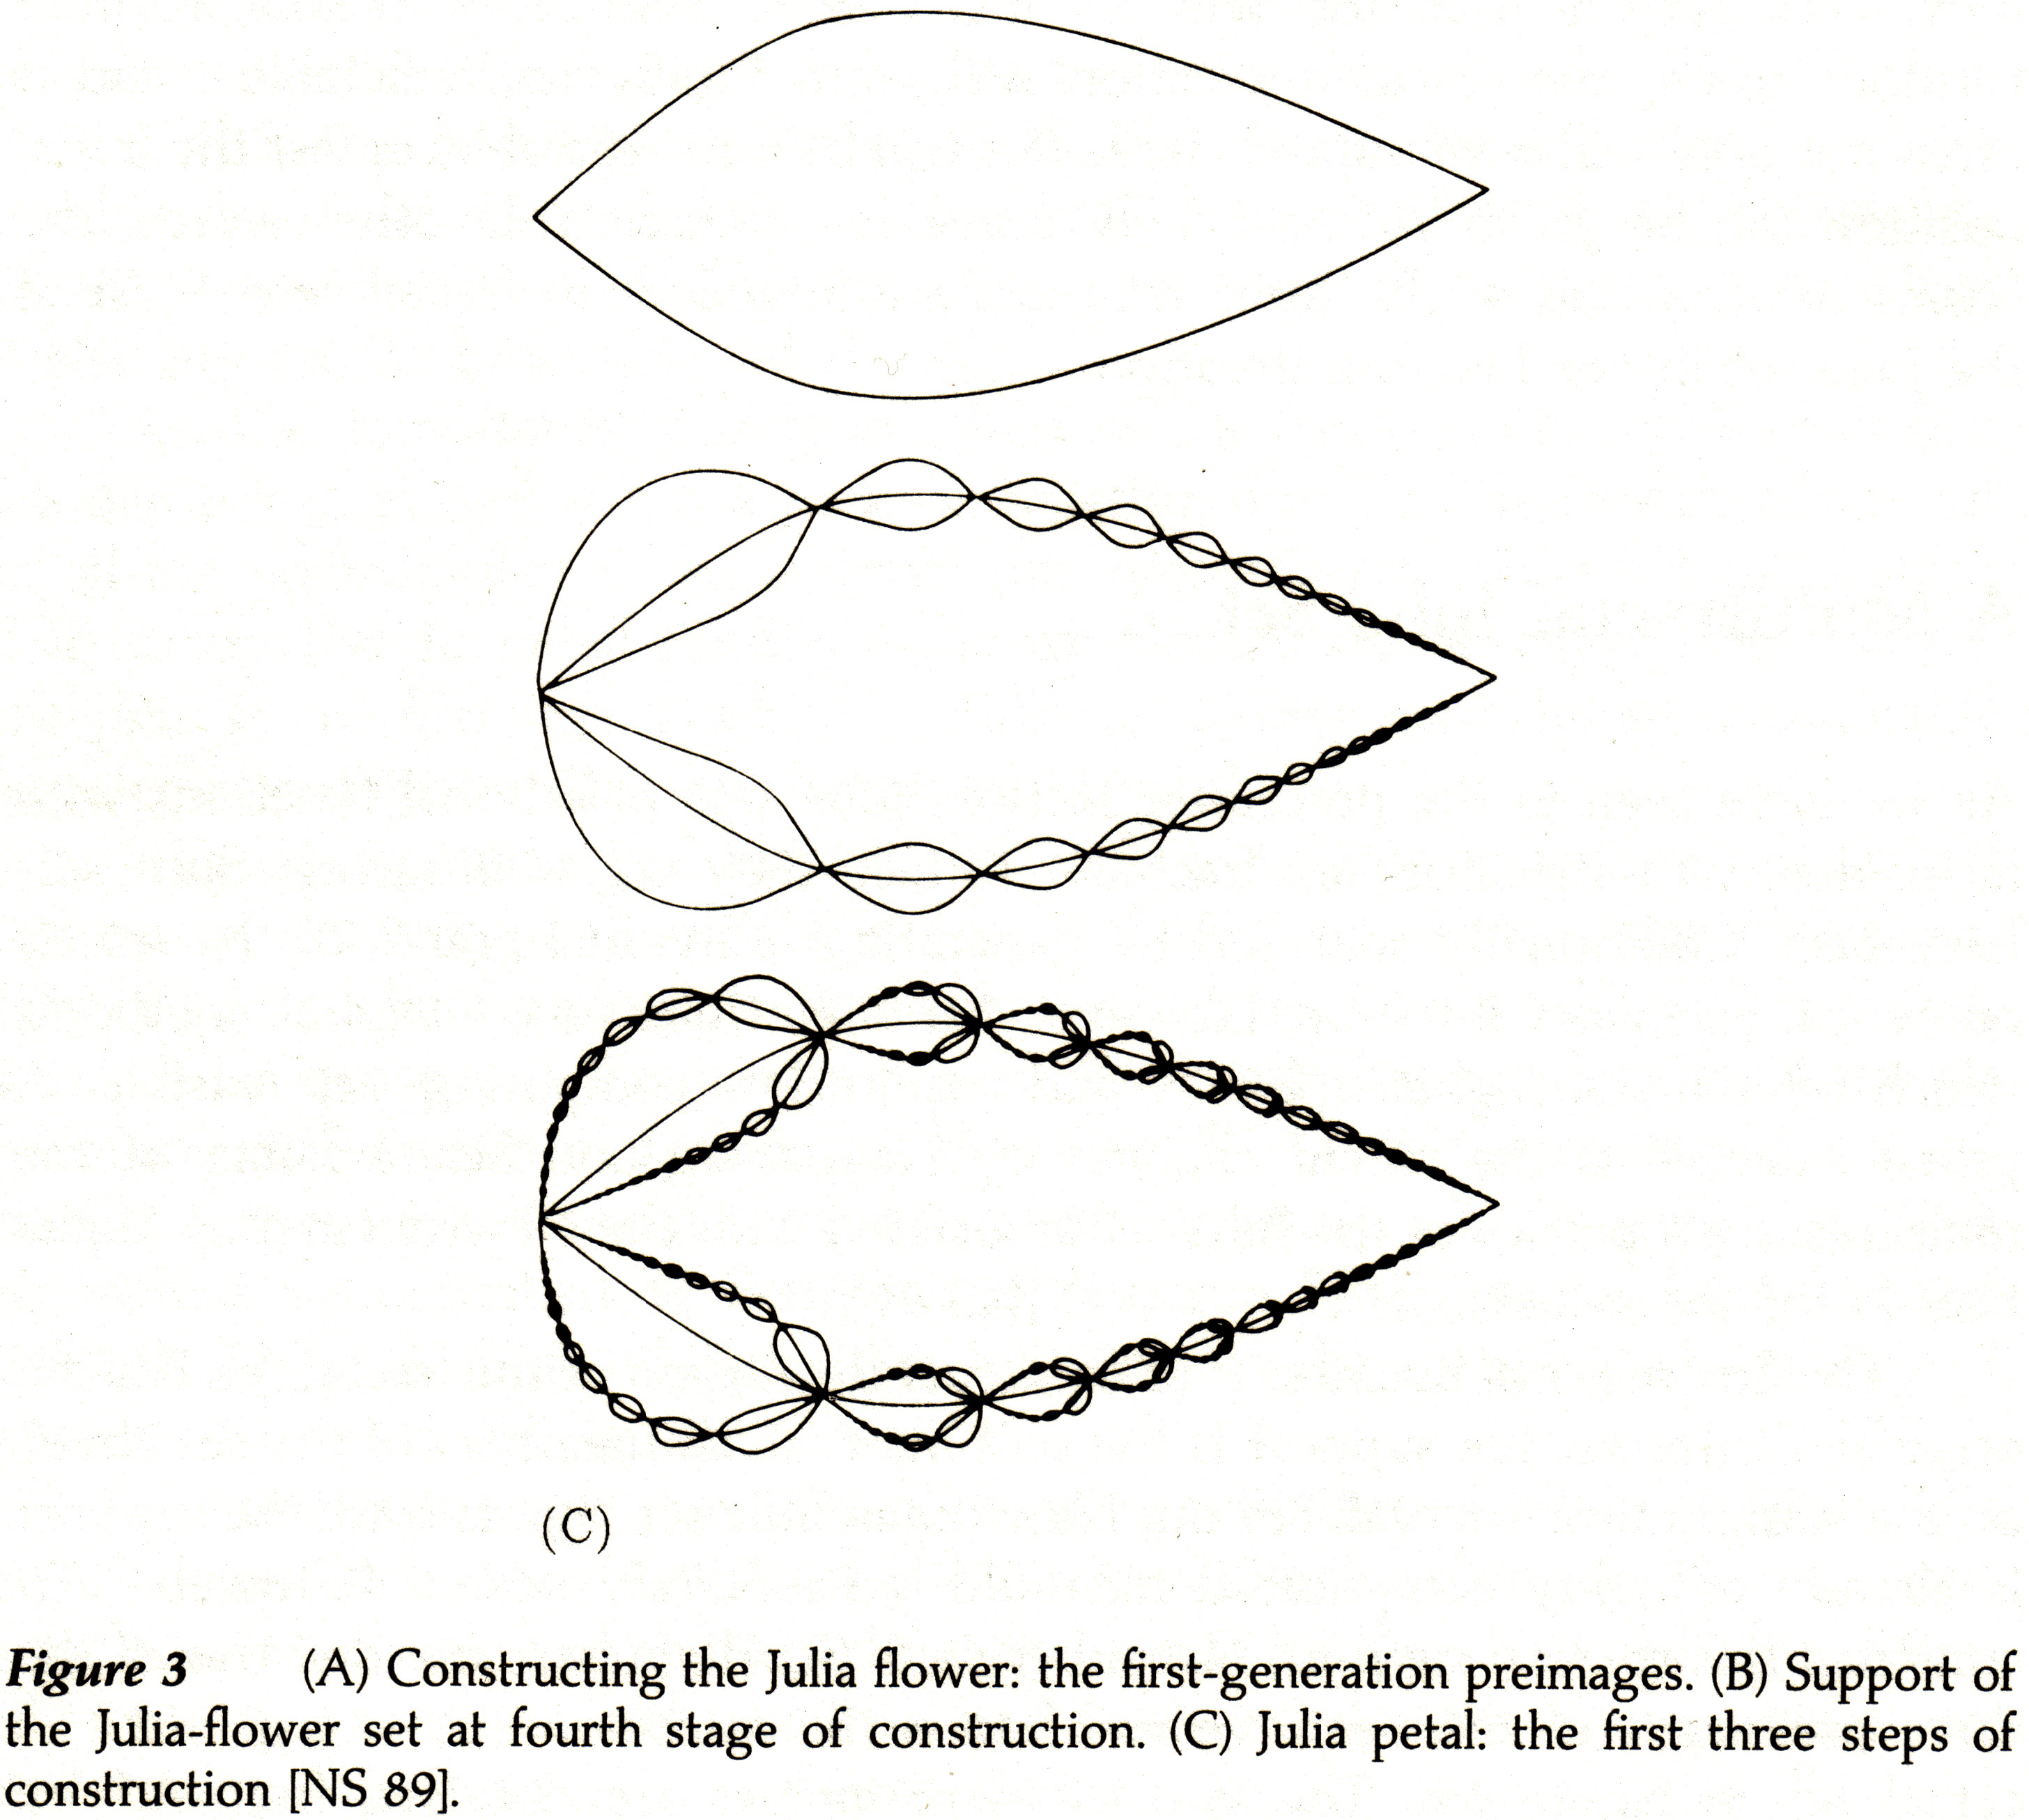 (C)
Figure 3 (A) Constructing the Julia flower: the first-generation preimages. (B) Support of
the Julia-flower set at fourth stage of construction. (C) Julia petal: the first three steps of
construction [NS 89].